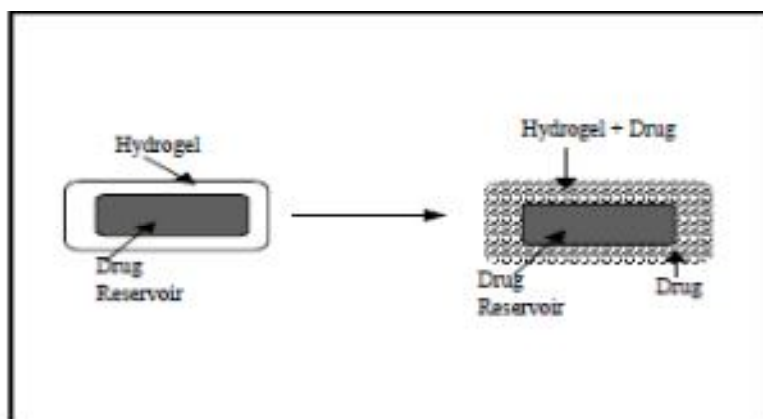 Hydrogel
Drug
Reservoir
Hydrogel + Drug
Drug
Reservoir
Drug